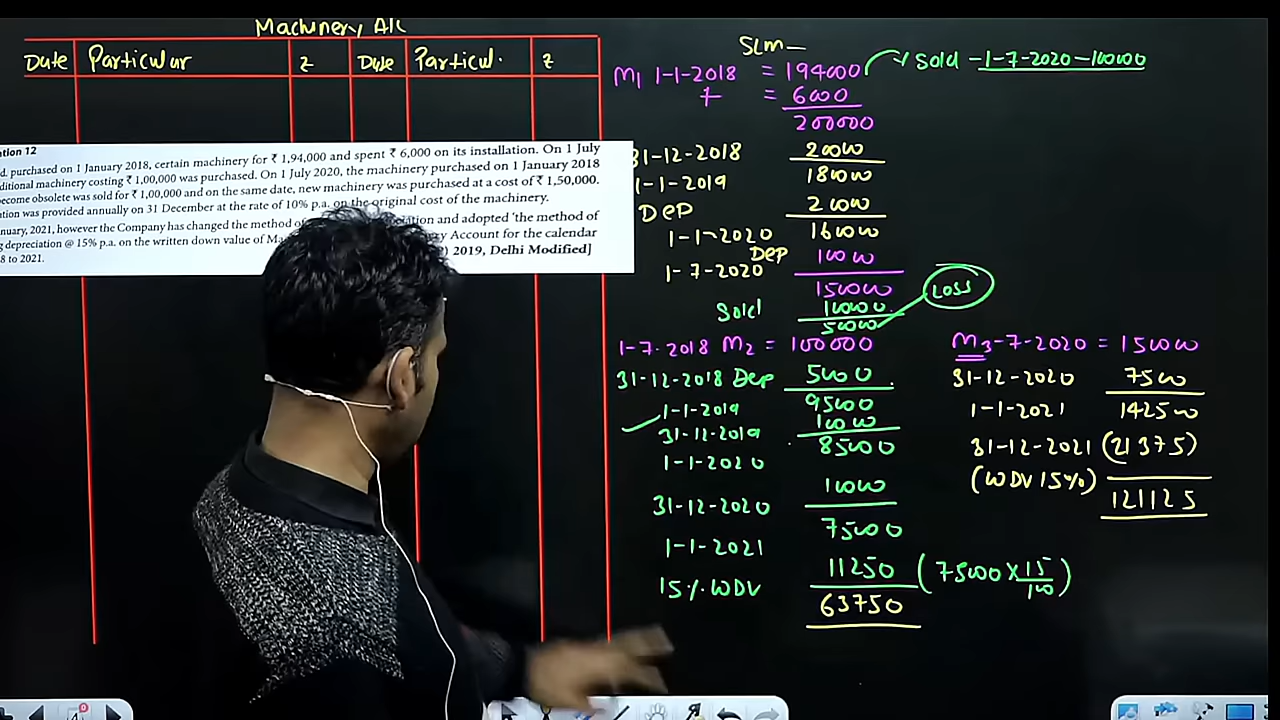 Machinery A/c
Date Particular ₹ Date Particul. ₹
tion 12
d. purchased on 1 January 2018, certain machinery for ₹ 1,94,000 and spent ₹ 6,000 on its installation. On 1 July
ditional machinery costing ₹ 1,00,000 was purchased. On 1 July 2020, the machinery purchased on 1 January 2018
ecome obsolete was sold for ₹ 1,00,000 and on the same date, new machinery was purchased at a cost of ₹ 1,50,000.
ation was provided annually on 31 December at the rate of 10% p.a. on the original cost of the machinery.
nuary, 2021, however the Company has changed the method of iation and adopted 'the method of
g depreciation @ 15% p.a. on the written down value of Ma y Account for the calendar
8 to 2021. 2019, Delhi Modified]
SLM —
M1 1-1-2018 = 194000 Sold - 1-7-2020 - 100000
+ = 6000
200000
31-12-2018 20000
1-1-2019 180000
Dep 20000
1-1-2020 160000
Dep 10000
1-7-2020
150000
Sold 100000
50000 Loss
1-7-2018 M2 = 100000
31-12-2018 Dep 5000
1-1-2019 95000
31-12-2019 10000
1-1-2020 85000
31-12-2020 10000
75000
1-1-2021
15% WDV 11250 (75000 × 15/100)
63750
M3-7-2020 = 150000
31-12-2020 7500
1-1-2021 142500
31-12-2021 (21375)
(WDV 15%)
121125